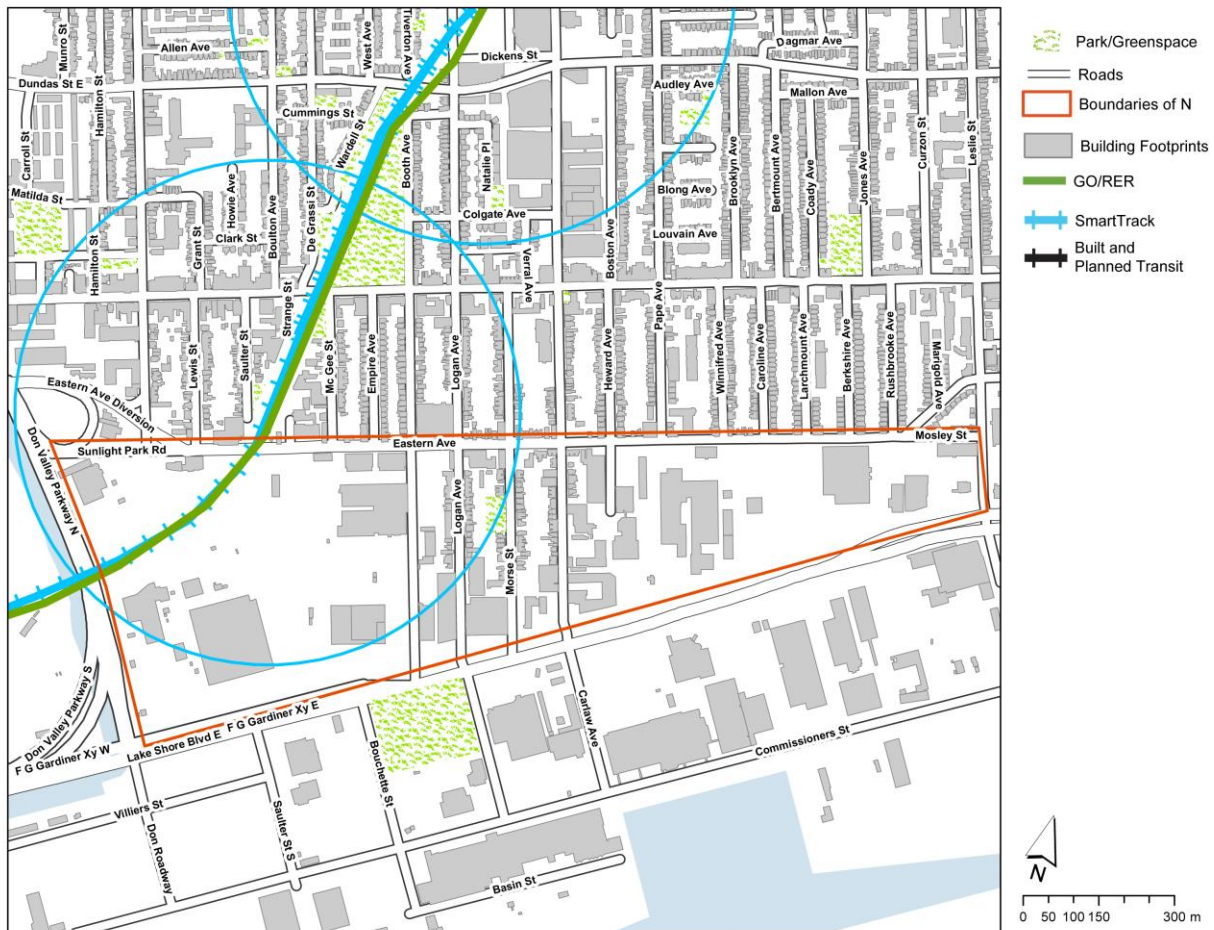 Munro St
Allen Ave
West Ave
Tiverton Ave
Dickens St
Dagmar Ave
Dundas St E
Hamilton St
Cummings St
Audley Ave
Mallon Ave
Carroll St
Wardell St
Booth Ave
Natalie Pl
Curzon St
Leslie St
Matilda St
Howie Ave
Boulton Ave
De Grassi St
Blong Ave
Brooklyn Ave
Bertmount Ave
Coady Ave
Jones Ave
Colgate Ave
Hamilton St
Grant St
Clark St
Louvain Ave
Verral Ave
Boston Ave
Strange St
Pape Ave
Lewis St
Saulter St
Mc Gee St
Empire Ave
Logan Ave
Heward Ave
Winnifred Ave
Caroline Ave
Larchmount Ave
Berkshire Ave
Rushbrooke Ave
Marigold Ave
Eastern Ave Diversion
Don Valley Parkway N
Sunlight Park Rd
Eastern Ave
Mosley St
Logan Ave
Morse St
Don Valley Parkway S
F G Gardiner Xy W
Lake Shore Blvd E
F G Gardiner Xy E
Carlaw Ave
Bouchette St
Commissioners St
Villiers St
Don Roadway
Saulter St S
Basin St
Park/Greenspace
Roads
Boundaries of N
Building Footprints
GO/RER
SmartTrack
Built and
Planned Transit
N
0 50 100 150 300 m